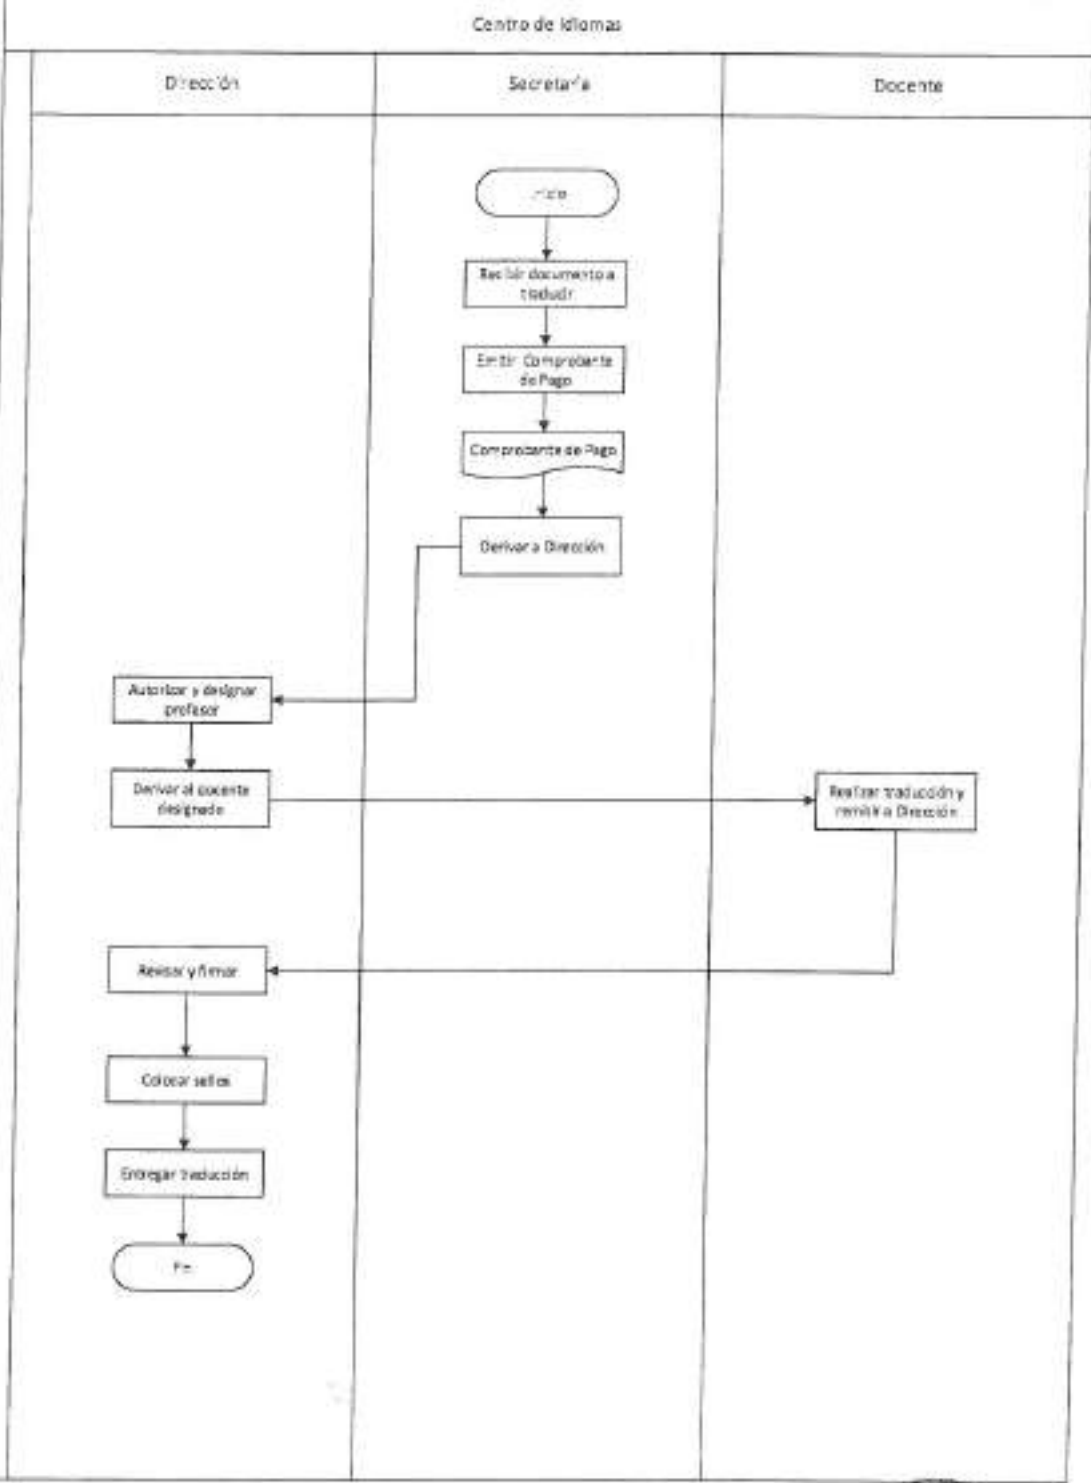 Centro de Idiomas
Dirección
Secretaría
Docente
Inicio
Recibir documento a
traducir
Emitir Comprobante
de Pago
Comprobante de Pago
Derivar a Dirección
Autorizar y designar
profesor
Derivar al docente
designado
Realizar traducción y
remitir a Dirección
Revisar y firmar
Colocar sellos
Entregar traducción
Fin